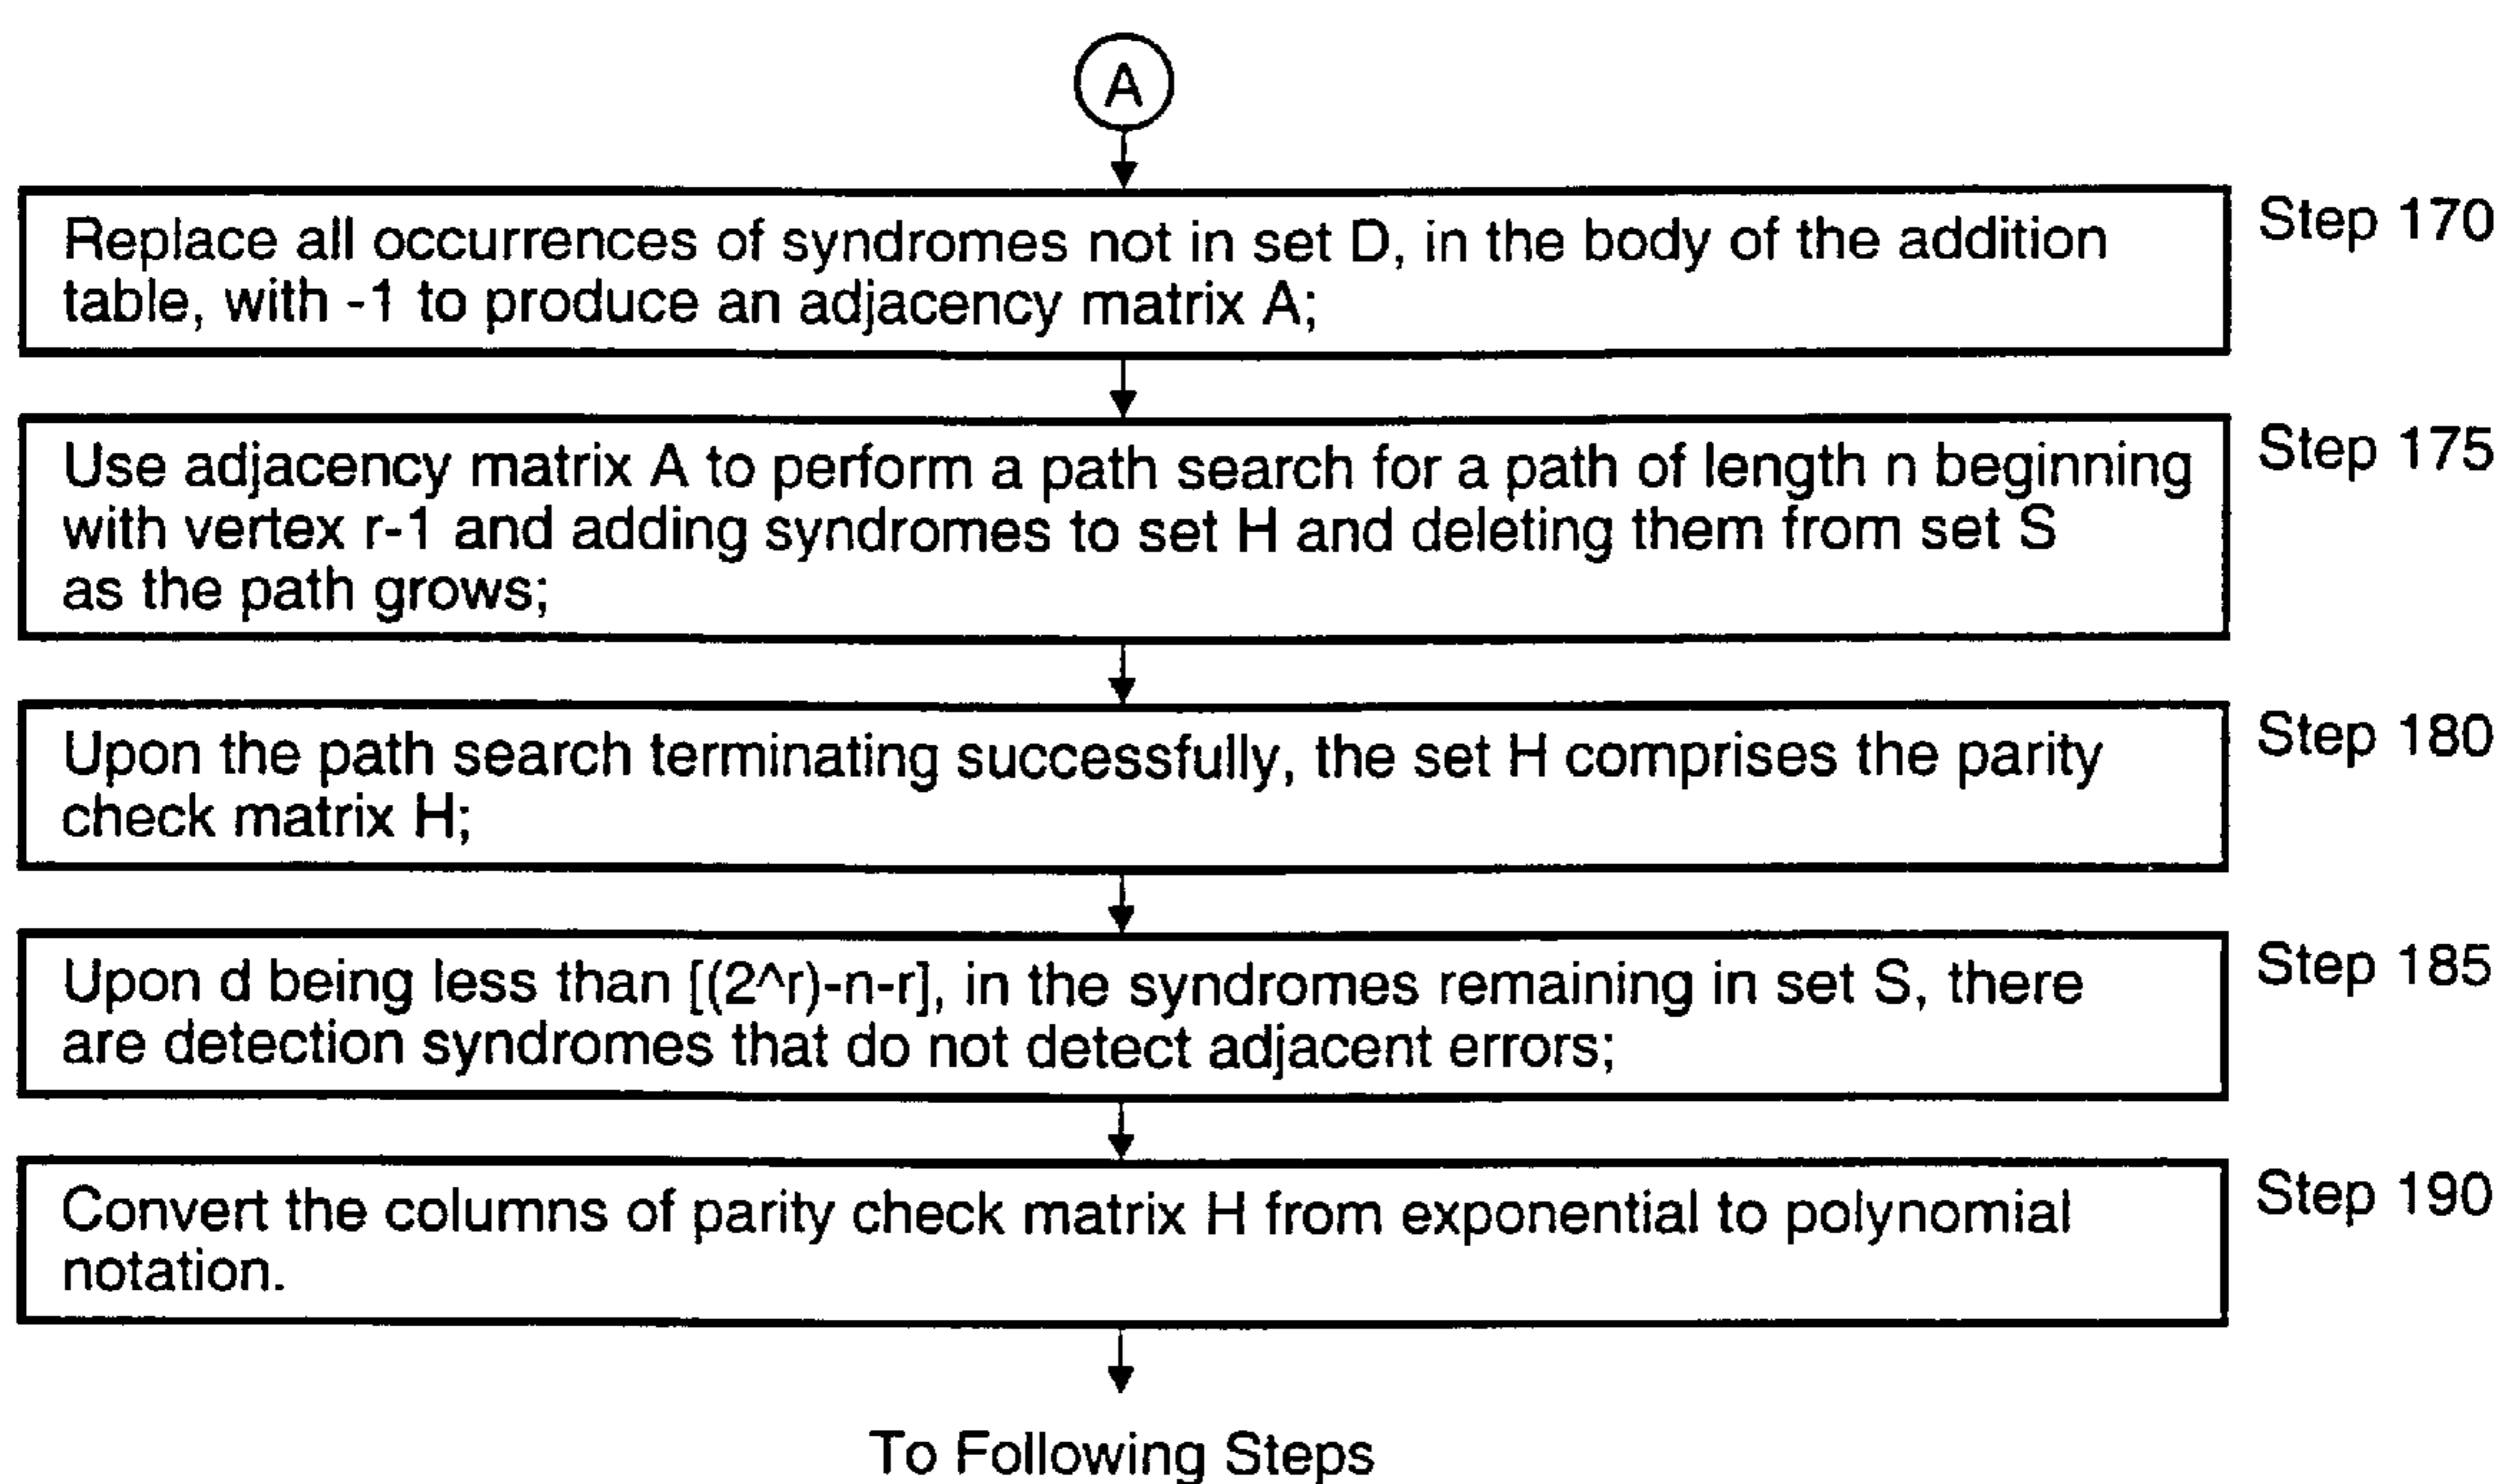 A
Replace all occurrences of syndromes not in set D, in the body of the addition
table, with -1 to produce an adjacency matrix A;
Step 170
Use adjacency matrix A to perform a path search for a path of length n beginning
with vertex r-1 and adding syndromes to set H and deleting them from set S
as the path grows;
Step 175
Upon the path search terminating successfully, the set H comprises the parity
check matrix H;
Step 180
Upon d being less than [(2^r)-n-r], in the syndromes remaining in set S, there
are detection syndromes that do not detect adjacent errors;
Step 185
Convert the columns of parity check matrix H from exponential to polynomial
notation.
Step 190
To Following Steps